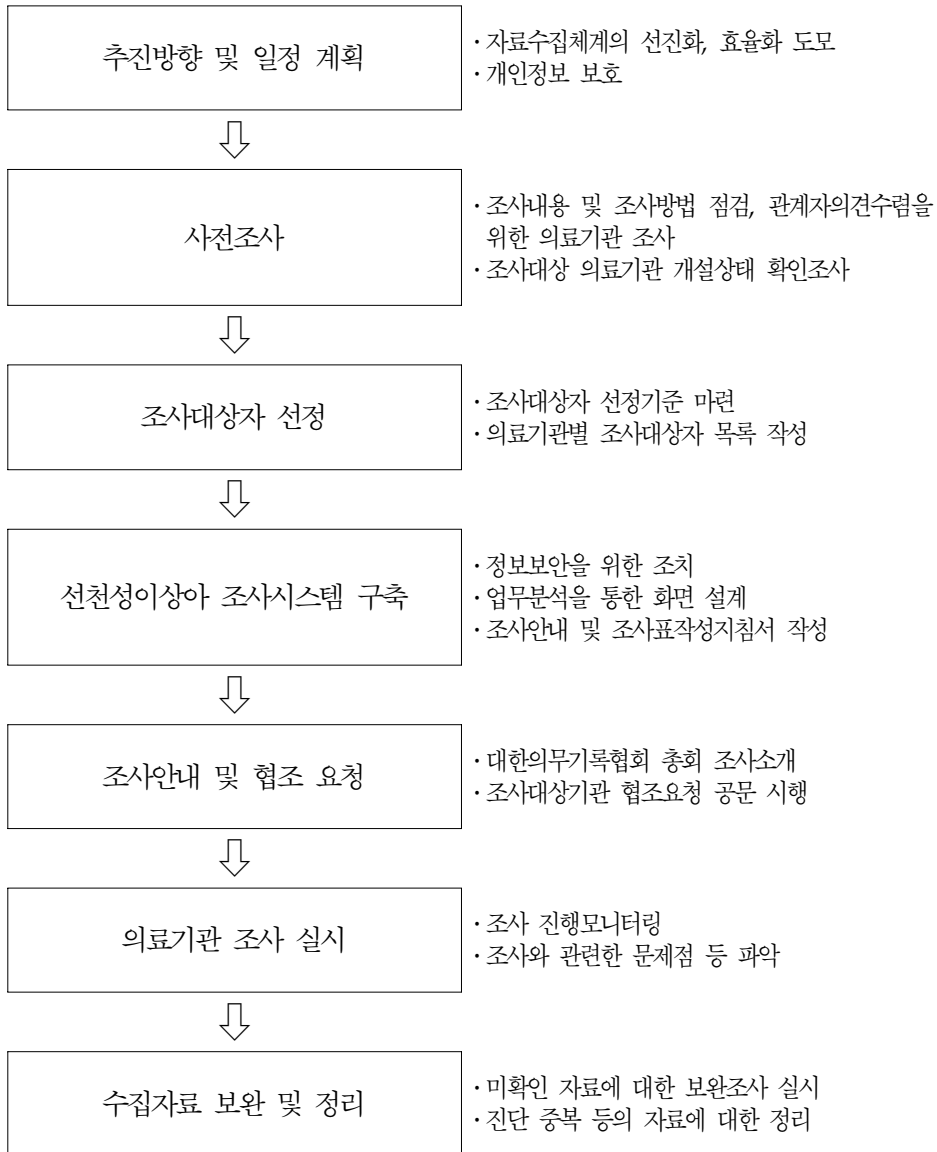 추진방향 및 일정 계획
· 자료수집체계의 선진화, 효율화 도모
· 개인정보 보호
사전조사
· 조사내용 및 조사방법 점검, 관계자의견수렴을
위한 의료기관 조사
· 조사대상 의료기관 개설상태 확인조사
조사대상자 선정
· 조사대상자 선정기준 마련
· 의료기관별 조사대상자 목록 작성
선천성이상아 조사시스템 구축
· 정보보안을 위한 조치
· 업무분석을 통한 화면 설계
· 조사안내 및 조사표작성지침서 작성
조사안내 및 협조 요청
· 대한의무기록협회 총회 조사소개
· 조사대상기관 협조요청 공문 시행
의료기관 조사 실시
· 조사 진행모니터링
· 조사와 관련한 문제점 등 파악
수집자료 보완 및 정리
· 미확인 자료에 대한 보완조사 실시
· 진단 중복 등의 자료에 대한 정리